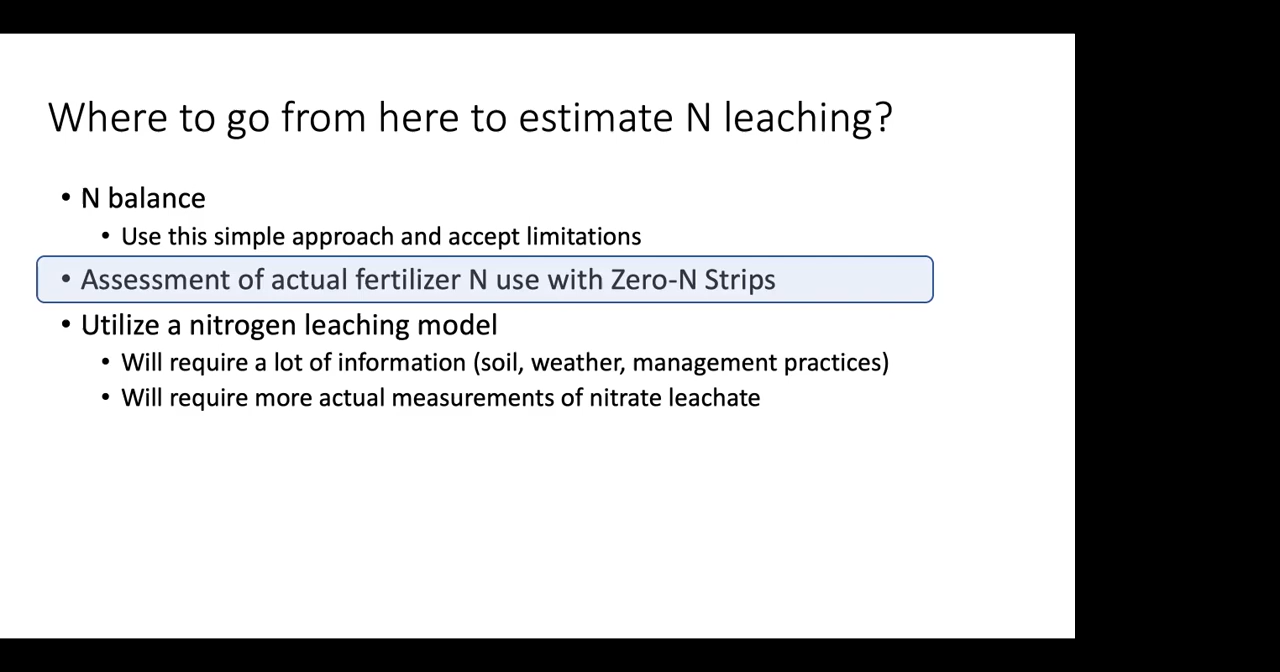 Where to go from here to estimate N leaching?
• N balance
• Use this simple approach and accept limitations
• Assessment of actual fertilizer N use with Zero-N Strips
• Utilize a nitrogen leaching model
• Will require a lot of information (soil, weather, management practices)
• Will require more actual measurements of nitrate leachate